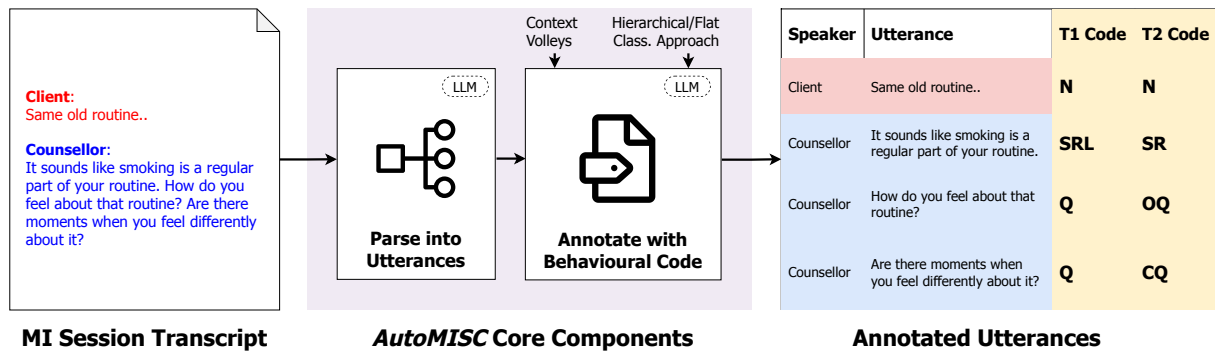 Client:
Same old routine..
Counsellor:
It sounds like smoking is a regular
part of your routine. How do you
feel about that routine? Are there
moments when you feel differently
about it?
MI Session Transcript
Context
Volleys
Hierarchical/Flat
Class. Approach
LLM
Parse into
Utterances
LLM
Annotate with
Behavioural Code
AutoMISC Core Components
Speaker Utterance T1 Code T2 Code
Client Same old routine.. N N
Counsellor It sounds like smoking is a
regular part of your routine. SRL SR
Counsellor How do you feel about that
routine? Q OQ
Counsellor Are there moments when
you feel differently about it? Q CQ
Annotated Utterances